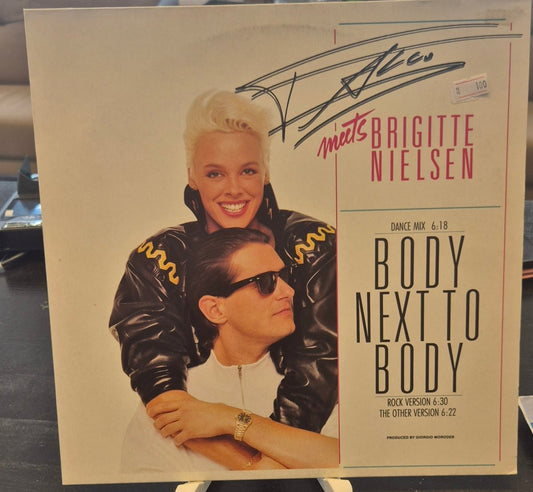 FALCO
meets BRIGITTE
NIELSEN
100
DANCE MIX 6:18
BODY
NEXT TO
BODY
ROCK VERSION 6:30
THE OTHER VERSION 6:22
PRODUCED BY GIORGIO MORODER